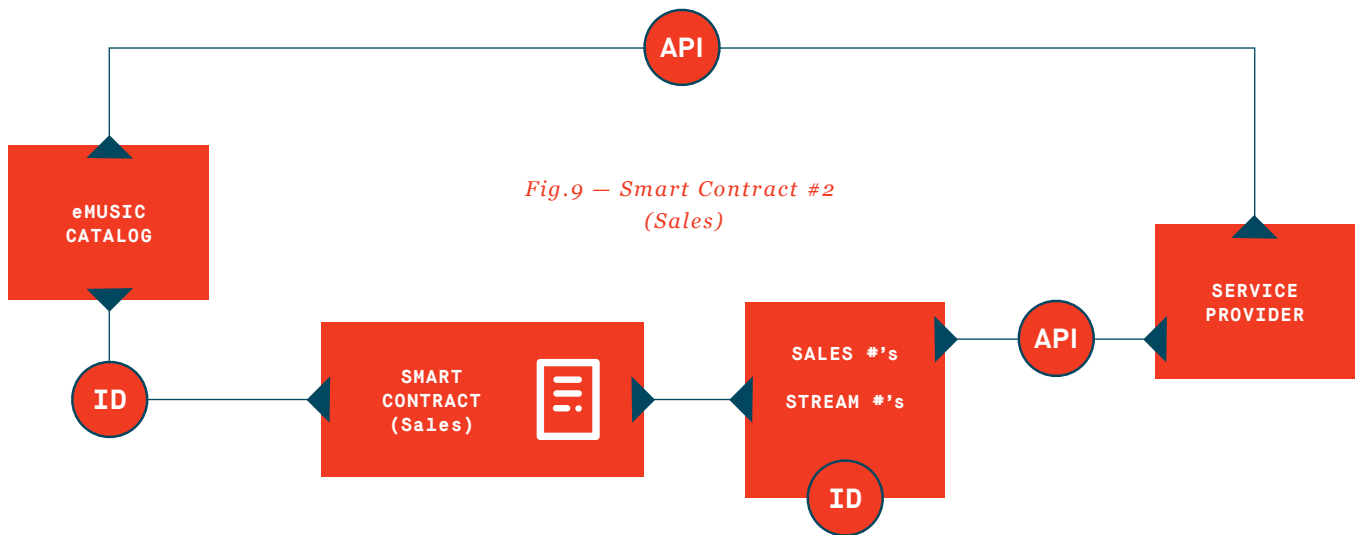 API
Fig.9 — Smart Contract #2
(Sales)
eMUSIC
CATALOG
SERVICE
PROVIDER
SALES #'s
API
SMART
CONTRACT
(Sales)
STREAM #'s
ID
ID